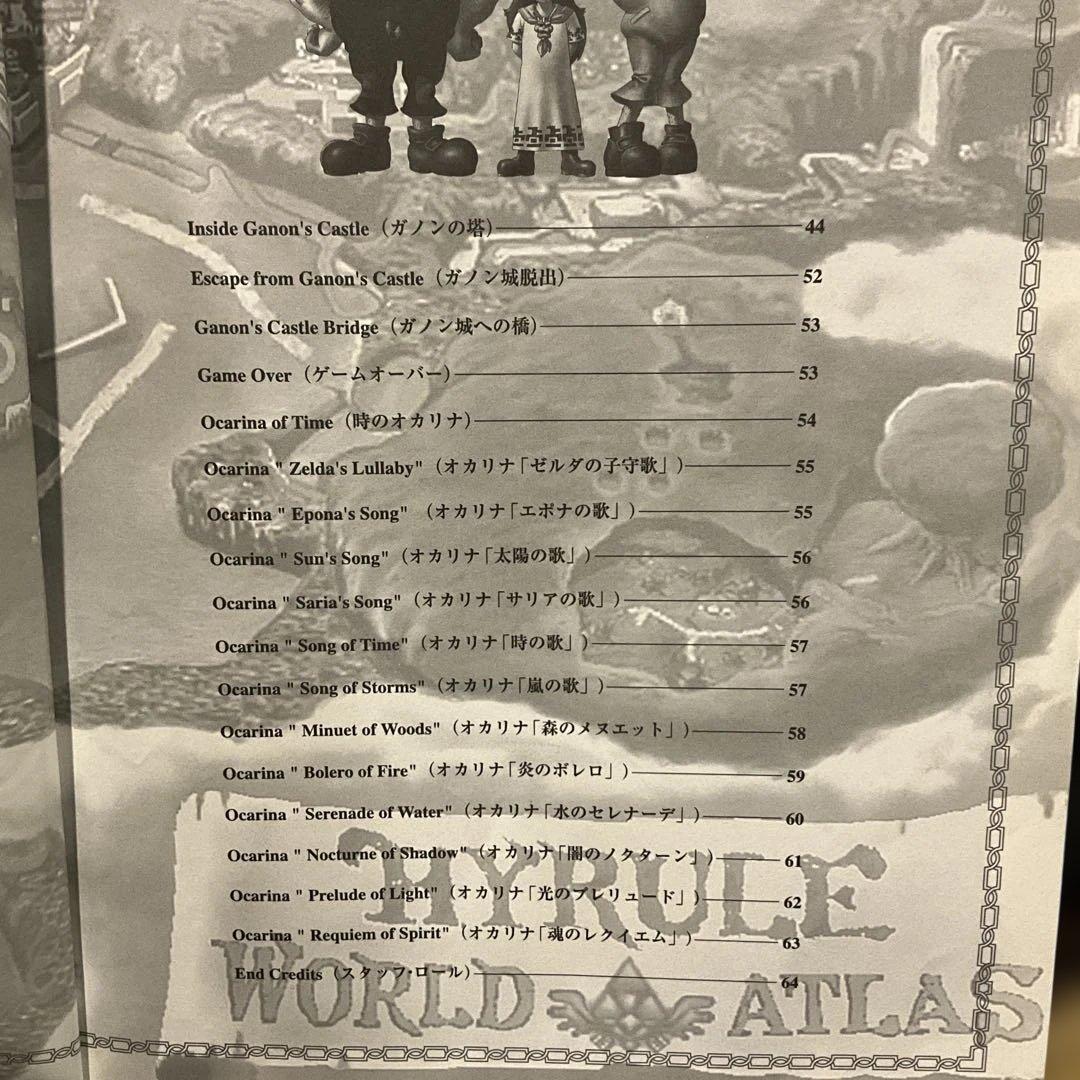 Inside Ganon's Castle（ガノンの塔） 44
Escape from Ganon's Castle（ガノン城脱出） 52
Ganon's Castle Bridge（ガノン城への橋） 53
Game Over（ゲームオーバー） 53
Ocarina of Time（時のオカリナ） 54
Ocarina " Zelda's Lullaby"（オカリナ「ゼルダの子守歌」） 55
Ocarina " Epona's Song"（オカリナ「エポナの歌」） 55
Ocarina " Sun's Song"（オカリナ「太陽の歌」） 56
Ocarina " Saria's Song"（オカリナ「サリアの歌」） 56
Ocarina " Song of Time"（オカリナ「時の歌」） 57
Ocarina " Song of Storms"（オカリナ「嵐の歌」） 57
Ocarina " Minuet of Woods"（オカリナ「森のメヌエット」） 58
Ocarina " Bolero of Fire"（オカリナ「炎のボレロ」） 59
Ocarina " Serenade of Water"（オカリナ「水のセレナーデ」） 60
Ocarina " Nocturne of Shadow"（オカリナ「闇のノクターン」） 61
Ocarina " Prelude of Light"（オカリナ「光のプレリュード」） 62
Ocarina " Requiem of Spirit"（オカリナ「魂のレクイエム」） 63
End Credits（スタッフ・ロール） 64
HYRULE
WORLD ATLAS